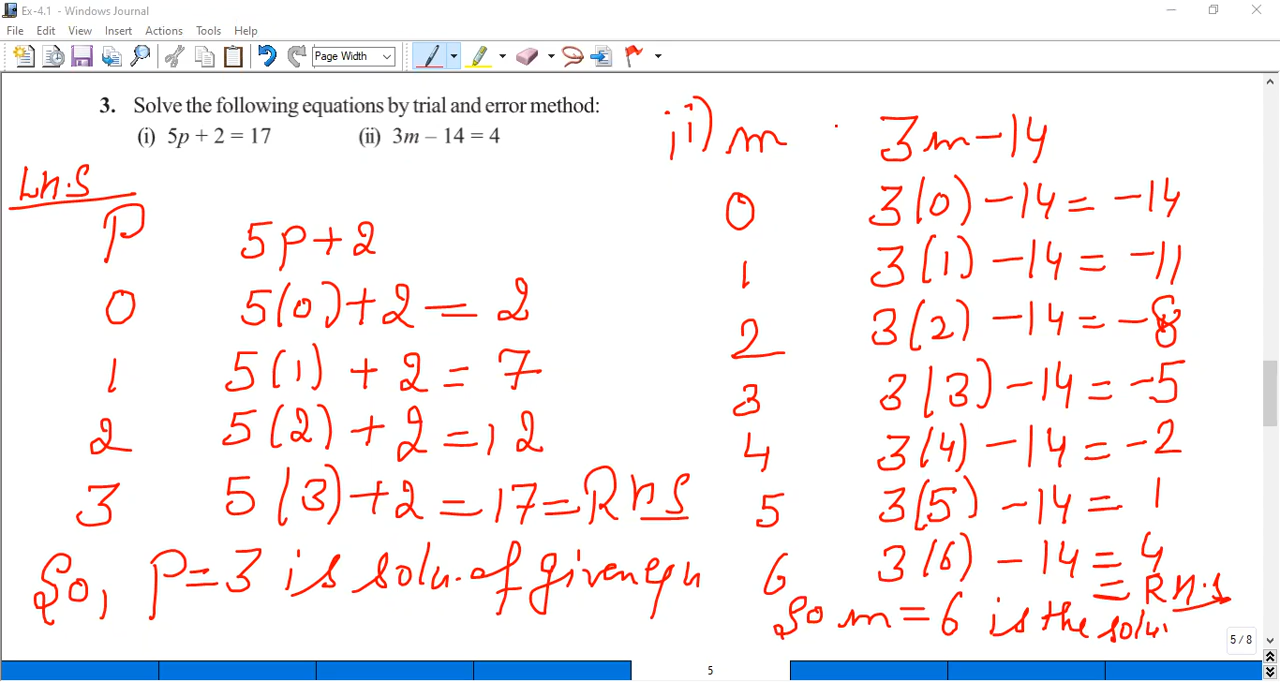 Ex-4.1 - Windows Journal
File Edit View Insert Actions Tools Help
Page Width
3. Solve the following equations by trial and error method:
(i) 5p + 2 = 17 (ii) 3m – 14 = 4
L.H.S
P 5p+2
0 5(0)+2=2
1 5(1)+2=7
2 5(2)+2=12
3 5(3)+2=17=RHS
So, P=3 is solu. of given equ
ii) m 3m-14
0 3(0)-14=-14
1 3(1)-14=-11
2 3(2)-14=-8
3 3(3)-14=-5
4 3(4)-14=-2
5 3(5)-14=1
6 3(6)-14=4
=RH.S
So m=6 is the solu.
5 / 8
5